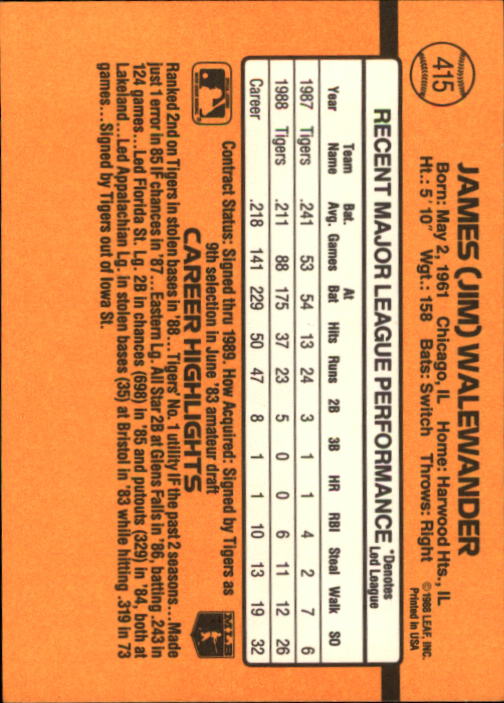 415
JAMES (JIM) WALEWANDER
Born: May 2, 1961 Chicago, IL Home: Harwood Hts., IL
Ht.: 5' 10" Wgt.: 158 Bats: Switch Throws: Right
©1988 LEAF, INC.
Printed in USA
RECENT MAJOR LEAGUE PERFORMANCE
*Denotes
Led League
Year Team Name Bat. Avg. Games At Bat Hits Runs 2B 3B HR RBI Steal Walk SO
1987 Tigers .241 53 54 13 24 3 1 1 4 2 7 6
1988 Tigers .211 88 175 37 23 5 0 0 6 11 12 26
Career .218 141 229 50 47 8 1 1 10 13 19 32
Contract Status: Signed thru 1989. How Acquired: Signed by Tigers as
9th selection in June '83 amateur draft
CAREER HIGHLIGHTS
MLB
Ranked 2nd on Tigers in stolen bases in '88...Tigers' No. 1 utility IF the past 2 seasons...Made
just 1 error in 85 IF chances in '87...Eastern Lg. All Star 2B at Glens Falls in '86, batting .243 in
124 games...Led Florida St. Lg. 2B in chances (698) in '85 and putouts (329) in '84, both at
Lakeland...Led Appalachian Lg. in stolen bases (35) at Bristol in '83 while hitting .319 in 73
games...Signed by Tigers out of Iowa St.